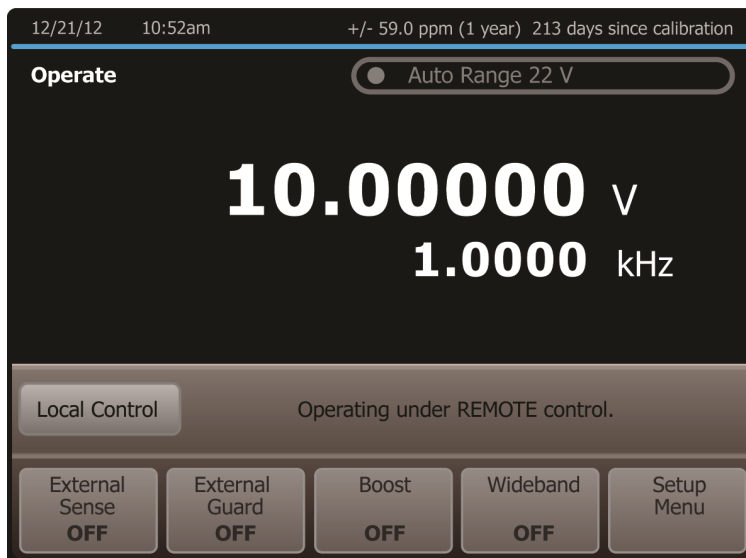 12/21/12 10:52am +/- 59.0 ppm (1 year) 213 days since calibration
Operate Auto Range 22 V
10.00000 V
1.0000 kHz
Local Control Operating under REMOTE control.
External Sense OFF
External Guard OFF
Boost OFF
Wideband OFF
Setup Menu